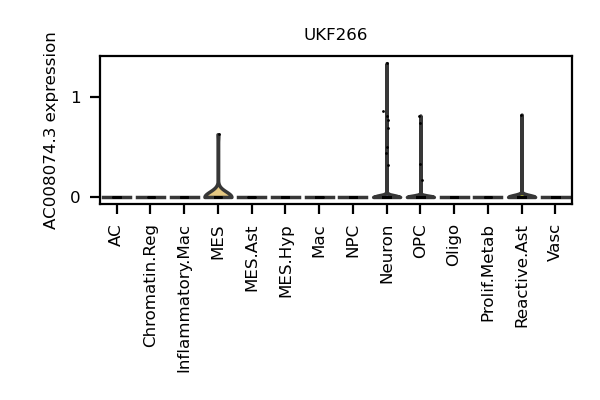 UKF266
AC008074.3 expression
1
0
AC
Chromatin.Reg
Inflammatory.Mac
MES
MES.Ast
MES.Hyp
Mac
NPC
Neuron
OPC
Oligo
Prolif.Metab
Reactive.Ast
Vasc